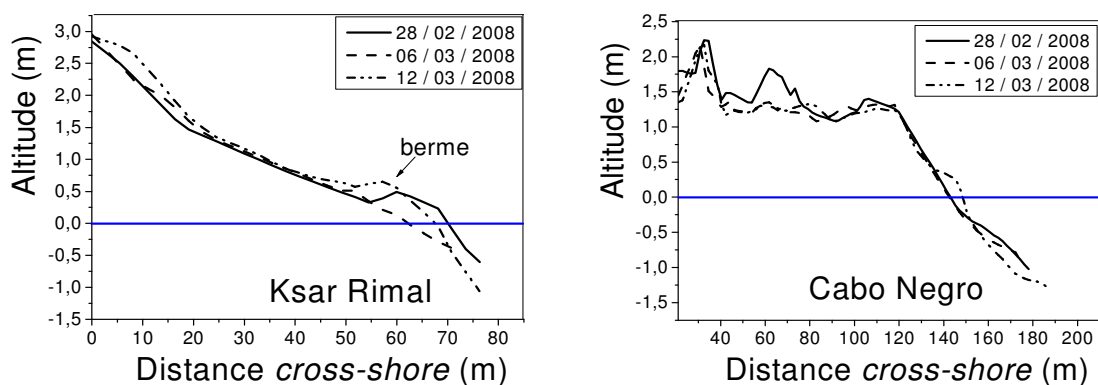 28 / 02 / 2008
06 / 03 / 2008
12 / 03 / 2008
berme
Ksar Rimal
Altitude (m)
3,0
2,5
2,0
1,5
1,0
0,5
0,0
-0,5
-1,0
-1,5
0 10 20 30 40 50 60 70 80
Distance cross-shore (m)
28 / 02 / 2008
06 / 03 / 2008
12 / 03 / 2008
Cabo Negro
Altitude (m)
2,5
2,0
1,5
1,0
0,5
0,0
-0,5
-1,0
-1,5
40 60 80 100 120 140 160 180 200
Distance cross-shore (m)